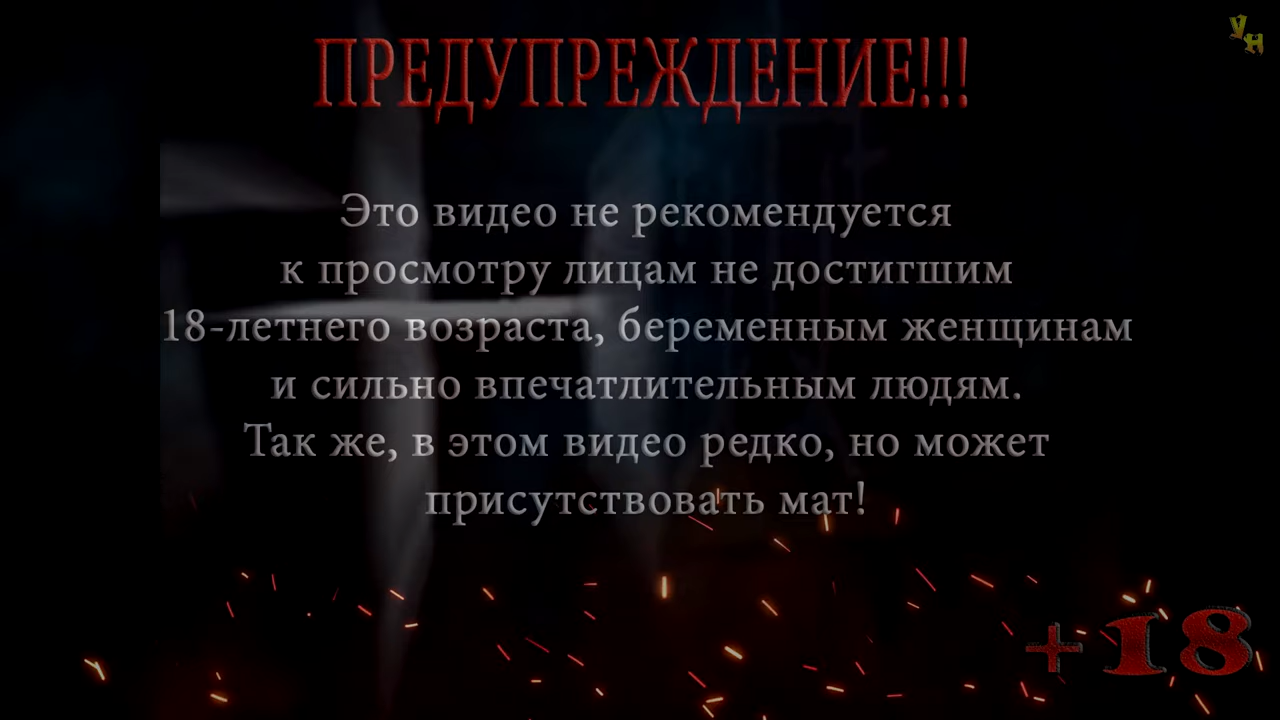 УН
ПРЕДУПРЕЖДЕНИЕ!!!
Это видео не рекомендуется
к просмотру лицам не достигшим
18-летнего возраста, беременным женщинам
и сильно впечатлительным людям.
Так же, в этом видео редко, но может
присутствовать мат!
+18